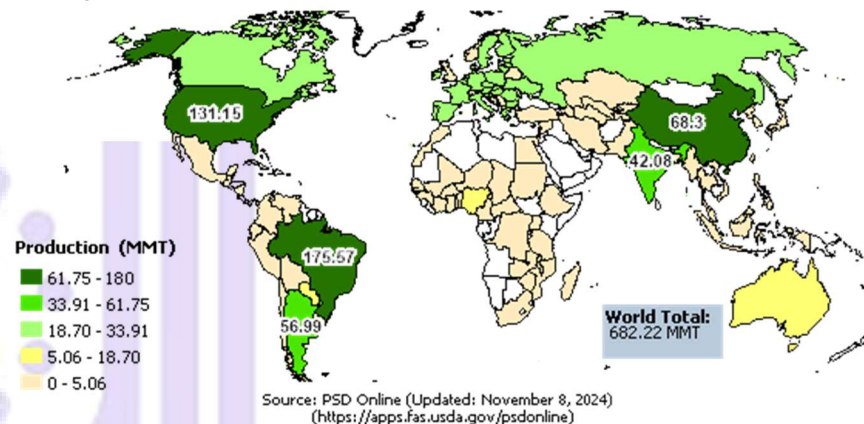 131.15
68.3
42.08
175.57
56.99
Production (MMT)
61.75 - 180
33.91 - 61.75
18.70 - 33.91
5.06 - 18.70
0 - 5.06
World Total:
682.22 MMT
Source: PSD Online (Updated: November 8, 2024)
(https://apps.fas.usda.gov/psdonline)